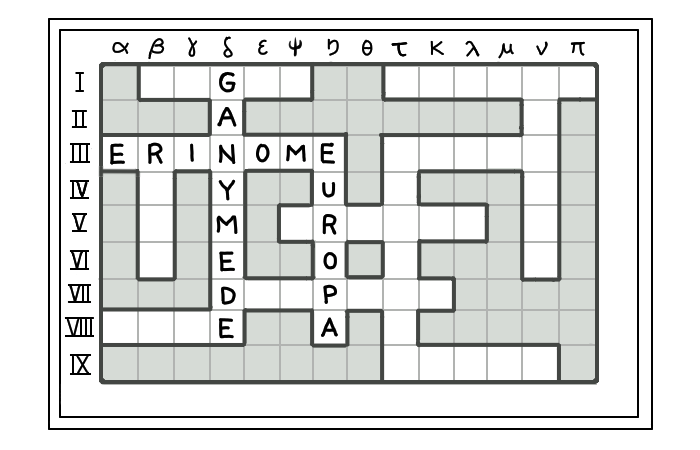 α β γ δ ε ψ η θ τ κ λ μ ν π
I G
II A
III E R I N O M E
IV Y U
V M R
VI E O
VII D P
VIII E A
IX